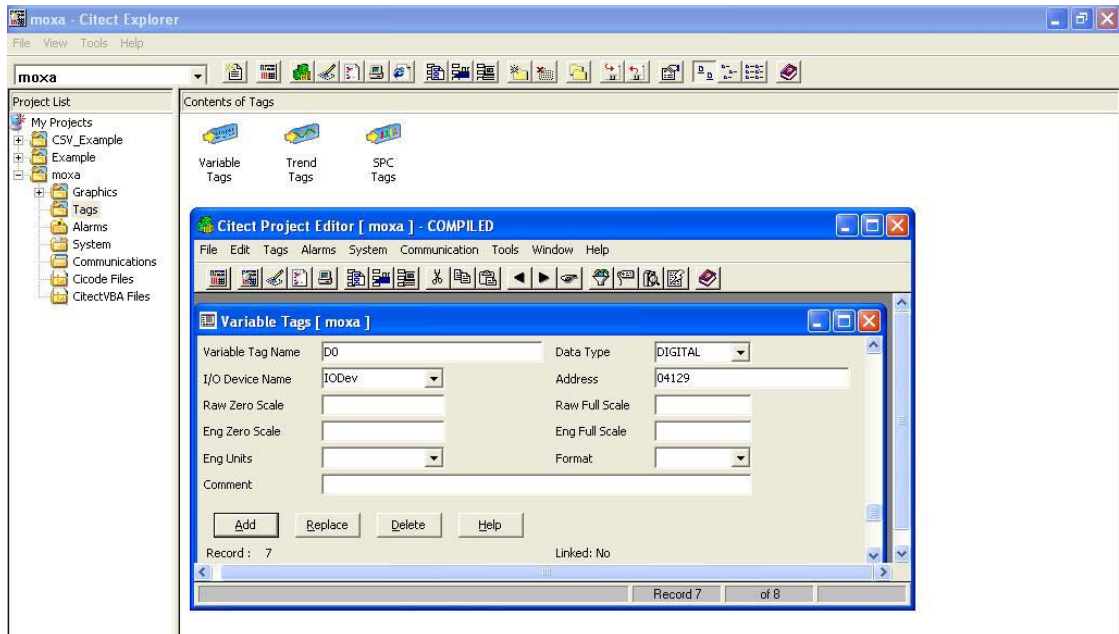 moxa - Citect Explorer
File View Tools Help
moxa
Project List
Contents of Tags
My Projects
CSV_Example
Example
moxa
Graphics
Tags
Alarms
System
Communications
Cicode Files
CitectVBA Files
Variable Tags
Trend Tags
SPC Tags
Citect Project Editor [ moxa ] - COMPILED
File Edit Tags Alarms System Communication Tools Window Help
Variable Tags [ moxa ]
Variable Tag Name DO Data Type DIGITAL
I/O Device Name IODev Address 04129
Raw Zero Scale Raw Full Scale
Eng Zero Scale Eng Full Scale
Eng Units Format
Comment
Add Replace Delete Help
Record : 7 Linked: No
Record 7 of 8